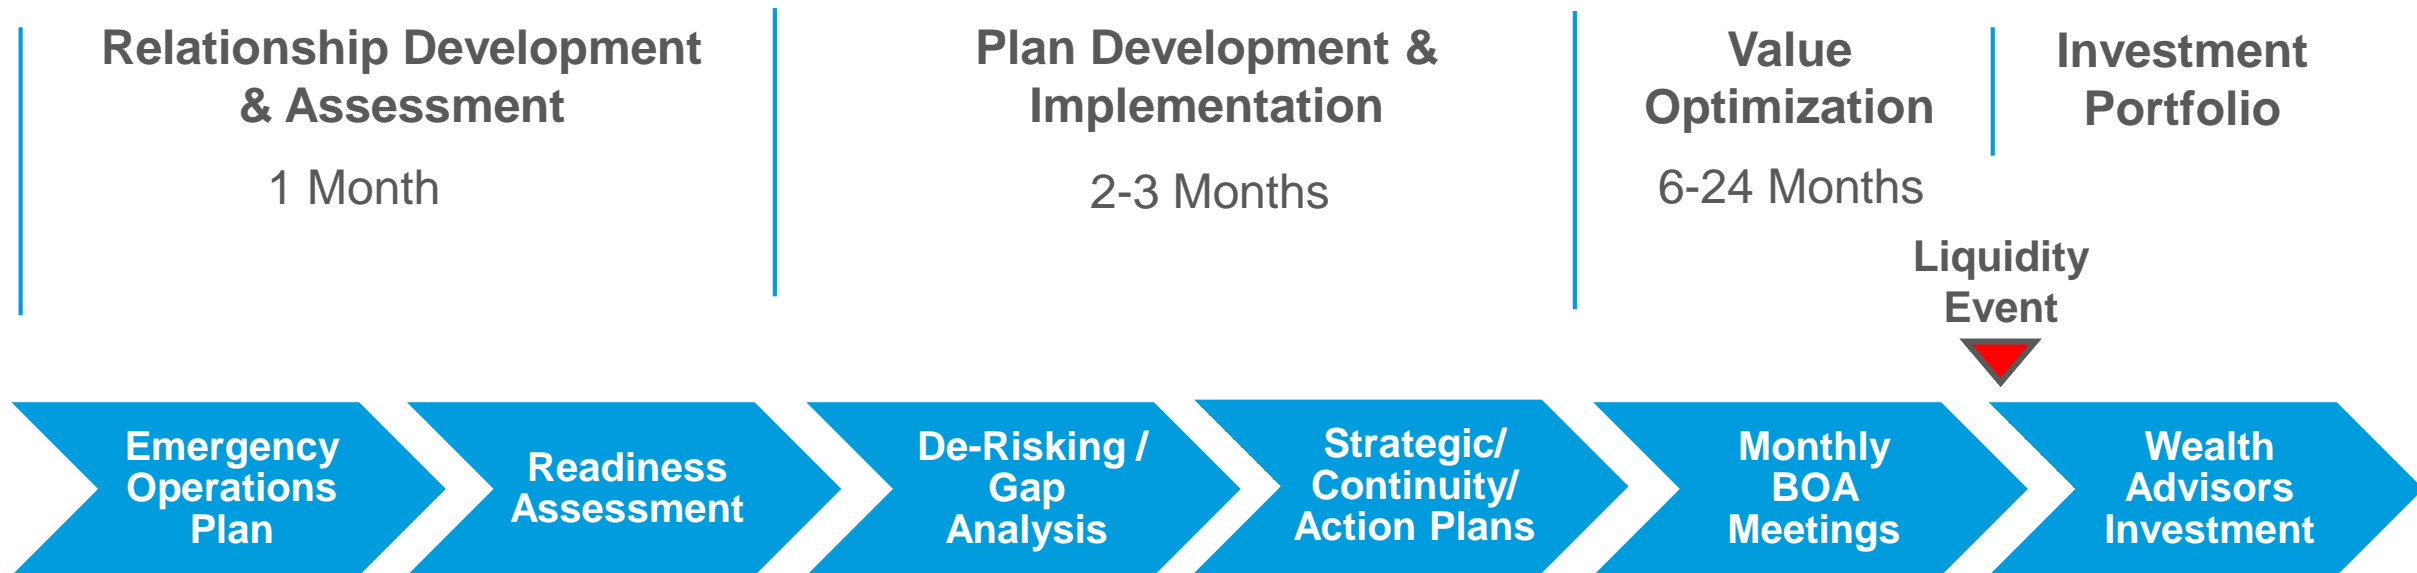 Relationship Development
& Assessment
1 Month
Plan Development &
Implementation
2-3 Months
Value
Optimization
6-24 Months
Investment
Portfolio
Liquidity
Event
Emergency
Operations
Plan
Readiness
Assessment
De-Risking /
Gap
Analysis
Strategic/
Continuity/
Action Plans
Monthly
BOA
Meetings
Wealth
Advisors
Investment